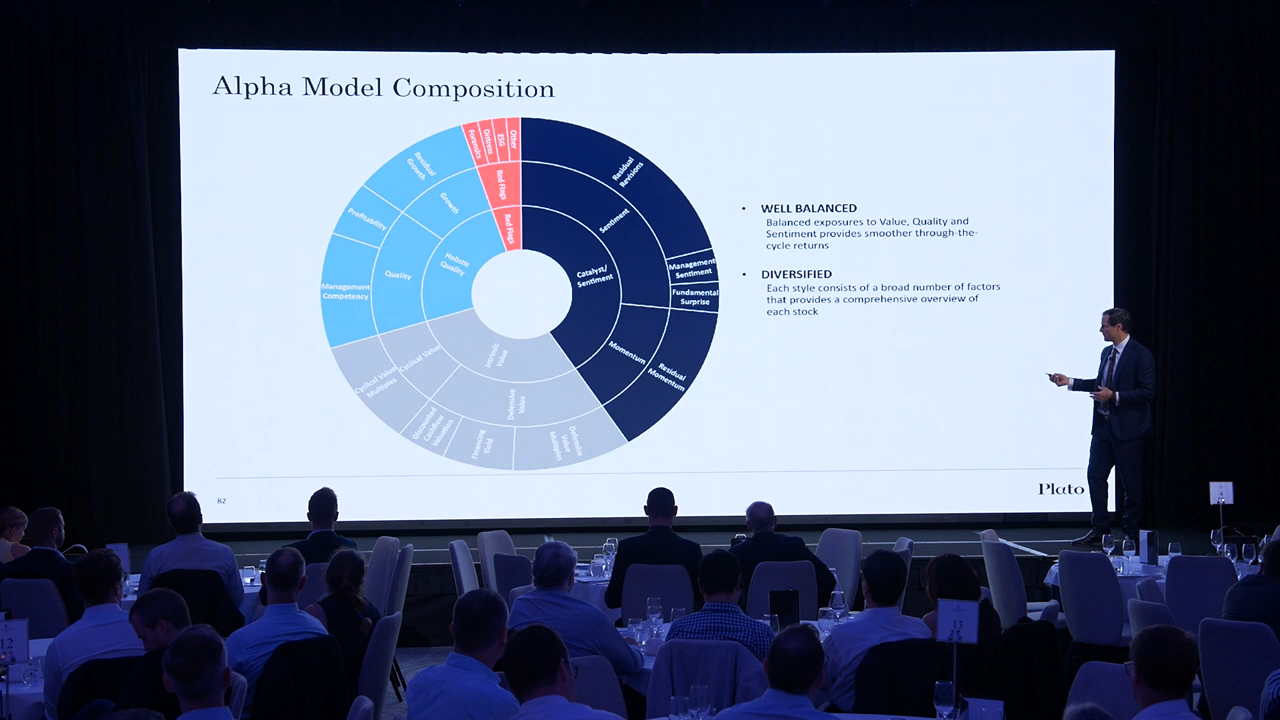 Alpha Model Composition
Forensics
Distress
ESG
Other
Red Flags
Red Flags
Residual
Revisions
Sentiment
Catalyst/
Sentiment
Management
Sentiment
Fundamental
Surprise
Momentum
Residual
Momentum
Residual
Growth
Growth
Profitability
Holistic
Quality
Quality
Management
Competency
Intrinsic
Value
Cyclical Value
Cyclical Value
Multiples
Defensive
Value
Discounted
Cashflow
Valuation
Financing
Yield
Defensive
Value
Multiples
• WELL BALANCED
Balanced exposures to Value, Quality and
Sentiment provides smoother through-the-
cycle returns
• DIVERSIFIED
Each style consists of a broad number of factors
that provides a comprehensive overview of
each stock
82
Plato
12
13